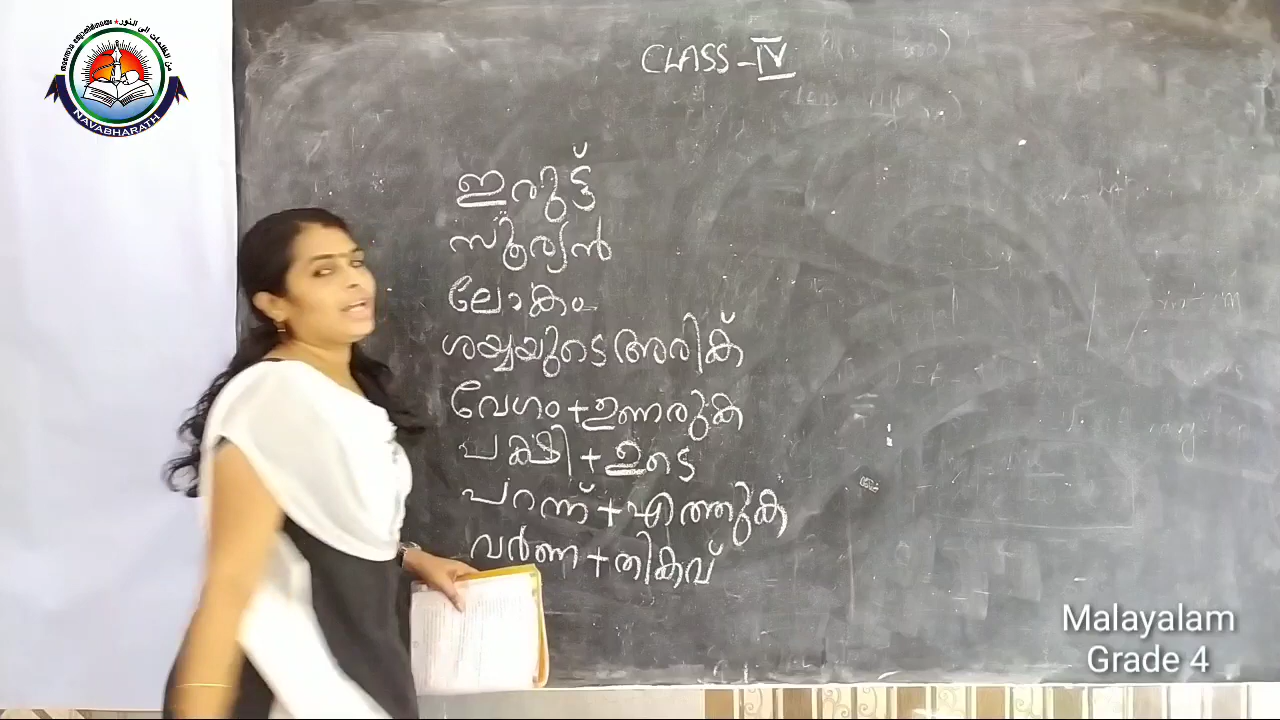 NAVABHARATH
CLASS-IV
ഇരുട്ട്
സൂര്യൻ
ലോകം
ശയ്യയുടെ അരിക്
വേഗം+ഉണരുക
പക്ഷി+ഉടെ
പറന്ന്+എത്തുക
വർണ+തികവ്
Malayalam
Grade 4